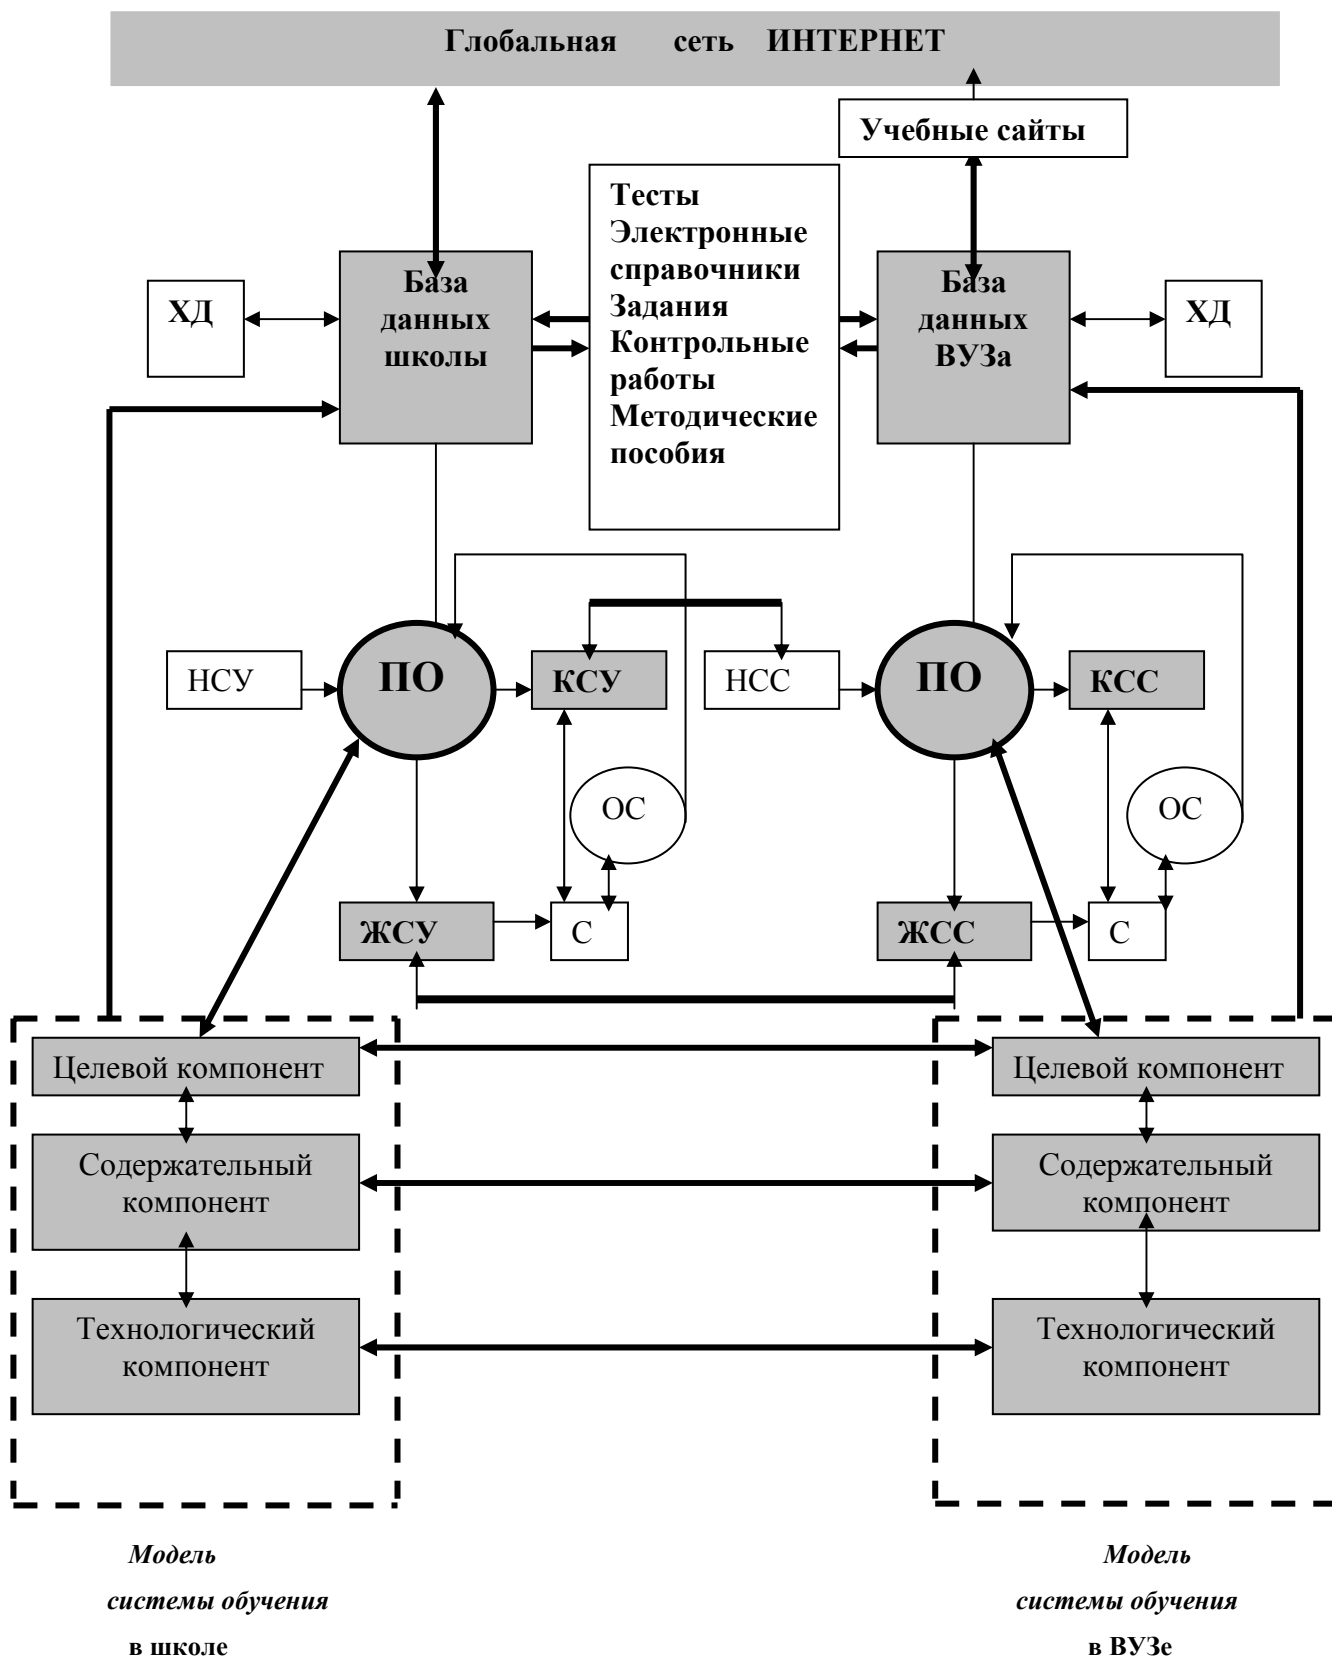 Глобальная сеть ИНТЕРНЕТ
Учебные сайты
Тесты
Электронные
справочники
Задания
Контрольные
работы
Методические
пособия
ХД
База
данных
школы
База
данных
ВУЗа
ХД
НСУ
ПО
КСУ
НСС
ПО
КСС
ОС
ОС
ЖСУ
С
ЖСС
С
Целевой компонент
Содержательный
компонент
Технологический
компонент
Целевой компонент
Содержательный
компонент
Технологический
компонент
Модель
системы обучения
в школе
Модель
системы обучения
в ВУЗе